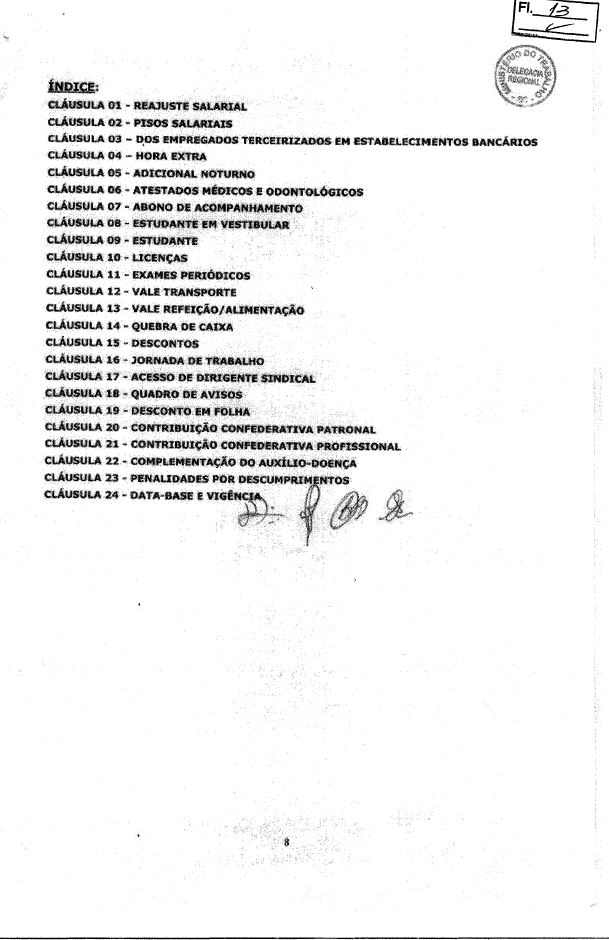 Fl. 13
MINISTÉRIO DO TRABALHO
DELEGACIA
REGIONAL
ÍNDICE:
CLÁUSULA 01 - REAJUSTE SALARIAL
CLÁUSULA 02 - PISOS SALARIAIS
CLÁUSULA 03 – DOS EMPREGADOS TERCEIRIZADOS EM ESTABELECIMENTOS BANCÁRIOS
CLÁUSULA 04 – HORA EXTRA
CLÁUSULA 05 - ADICIONAL NOTURNO
CLÁUSULA 06 - ATESTADOS MÉDICOS E ODONTOLÓGICOS
CLÁUSULA 07 - ABONO DE ACOMPANHAMENTO
CLÁUSULA 08 - ESTUDANTE EM VESTIBULAR
CLÁUSULA 09 - ESTUDANTE
CLÁUSULA 10 - LICENÇAS
CLÁUSULA 11 - EXAMES PERIÓDICOS
CLÁUSULA 12 - VALE TRANSPORTE
CLÁUSULA 13 - VALE REFEIÇÃO/ALIMENTAÇÃO
CLÁUSULA 14 - QUEBRA DE CAIXA
CLÁUSULA 15 - DESCONTOS
CLÁUSULA 16 - JORNADA DE TRABALHO
CLÁUSULA 17 - ACESSO DE DIRIGENTE SINDICAL
CLÁUSULA 18 - QUADRO DE AVISOS
CLÁUSULA 19 - DESCONTO EM FOLHA
CLÁUSULA 20 - CONTRIBUIÇÃO CONFEDERATIVA PATRONAL
CLÁUSULA 21 - CONTRIBUIÇÃO CONFEDERATIVA PROFISSIONAL
CLÁUSULA 22 - COMPLEMENTAÇÃO DO AUXÍLIO-DOENÇA
CLÁUSULA 23 - PENALIDADES POR DESCUMPRIMENTOS
CLÁUSULA 24 - DATA-BASE E VIGÊNCIA
8